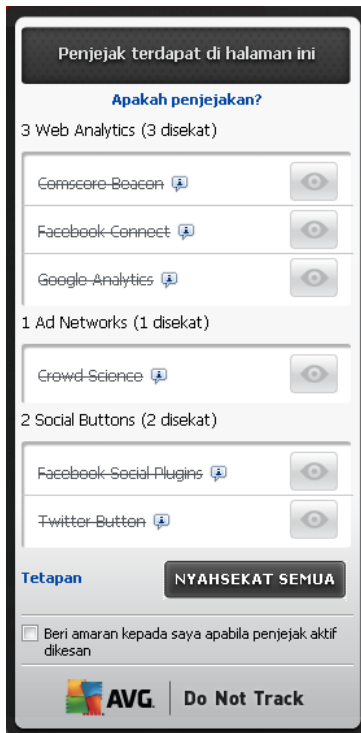 Penjejak terdapat di halaman ini
Apakah penjejakan?
3 Web Analytics (3 disekat)
Comscore Beacon
Facebook Connect
Google Analytics
1 Ad Networks (1 disekat)
Crowd Science
2 Social Buttons (2 disekat)
Facebook Social Plugins
Twitter Button
Tetapan NYAHSEKAT SEMUA
Beri amaran kepada saya apabila penjejak aktif
dikesan
AVG. Do Not Track